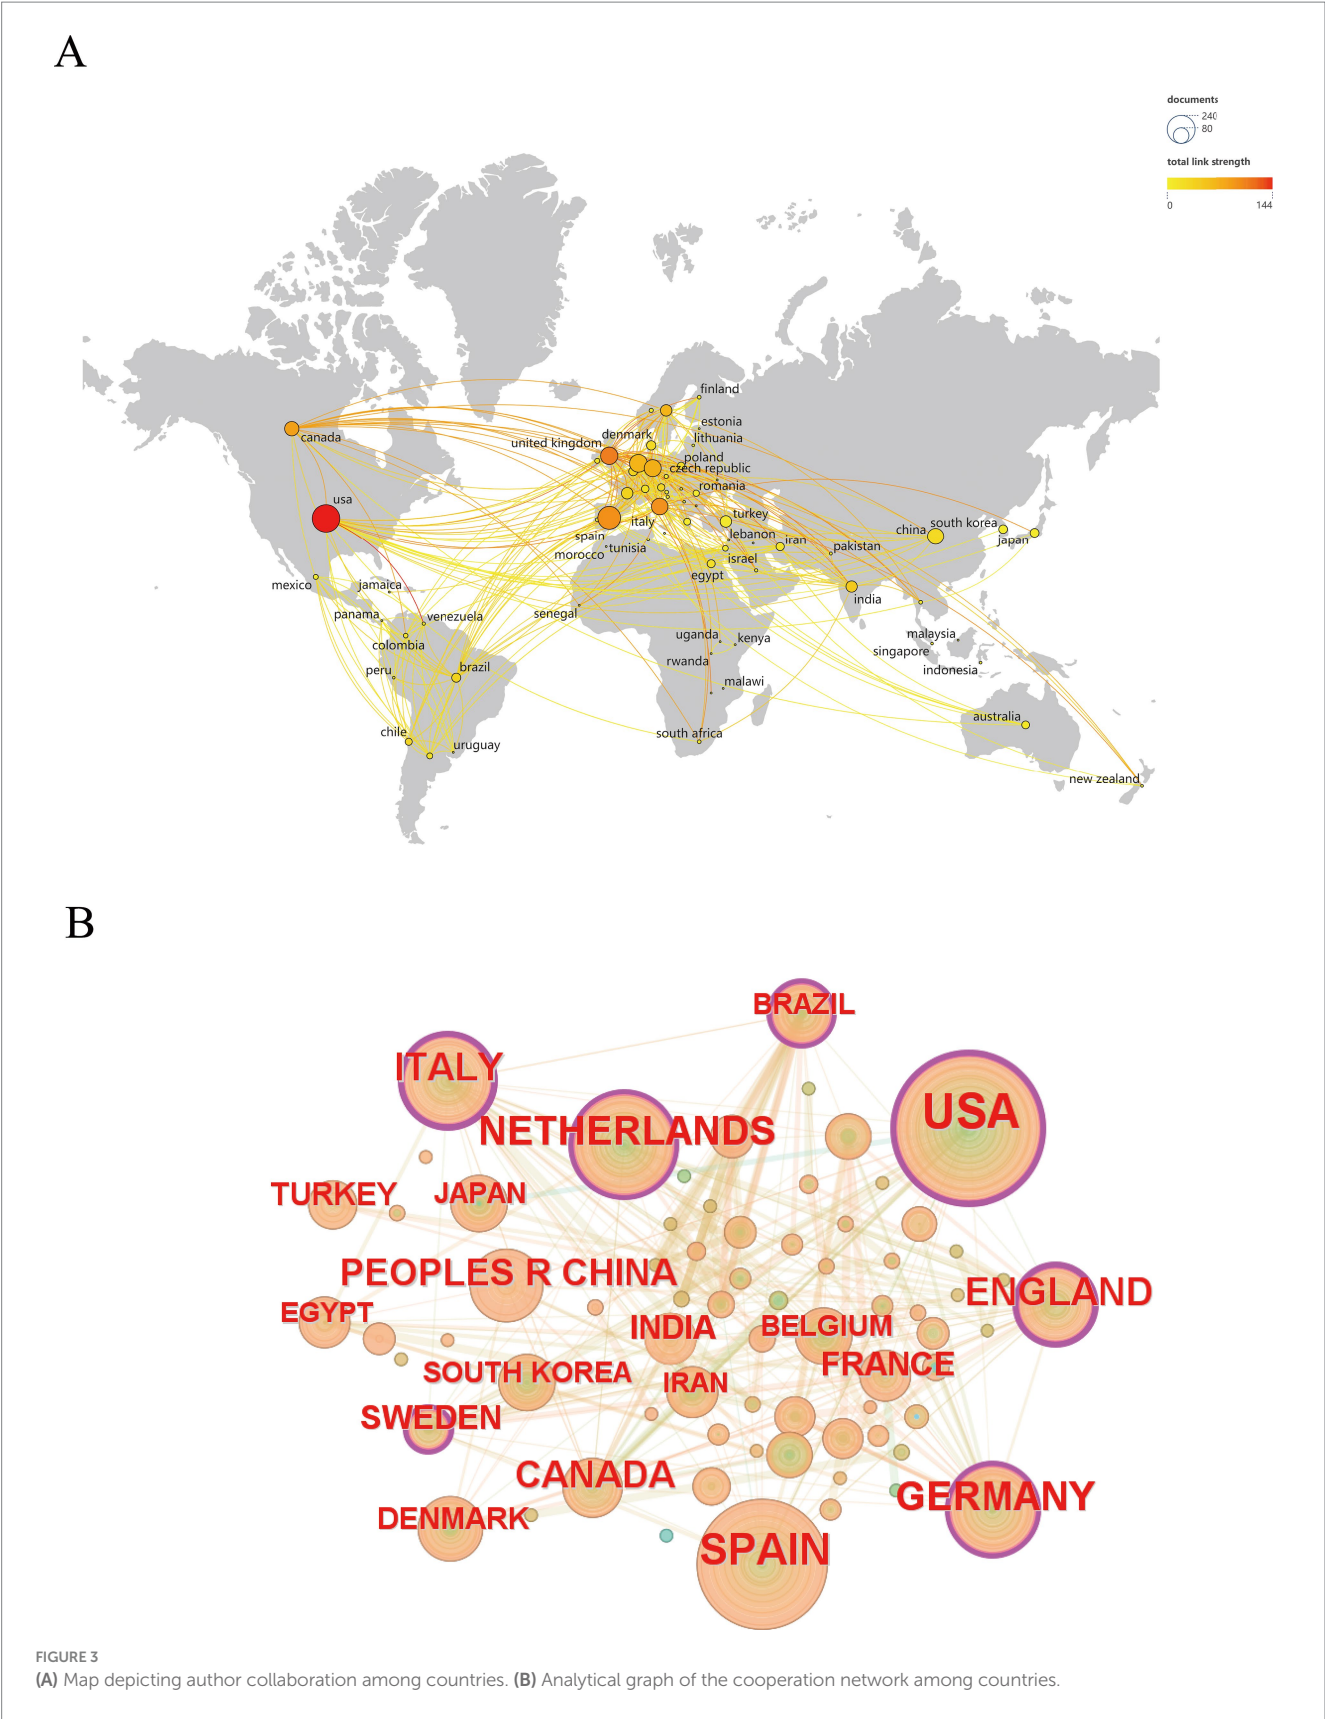 A
documents
240
80
total link strength
0
144
finland
estonia
denmark
lithuania
united kingdom
canada
poland
czech republic
romania
usa
turkey
italy
spain
lebanon
china
south korea
japan
morocco
tunisia
iran
pakistan
israel
egypt
mexico
jamaica
india
panama
venezuela
senegal
colombia
uganda
kenya
malaysia
singapore
rwanda
indonesia
peru
brazil
malawi
australia
chile
uruguay
south africa
new zealand
B
BRAZIL
ITALY
USA
NETHERLANDS
TURKEY
JAPAN
PEOPLES R CHINA
ENGLAND
EGYPT
INDIA
BELGIUM
FRANCE
SOUTH KOREA
IRAN
SWEDEN
CANADA
GERMANY
DENMARK
SPAIN
FIGURE 3
(A) Map depicting author collaboration among countries. (B) Analytical graph of the cooperation network among countries.